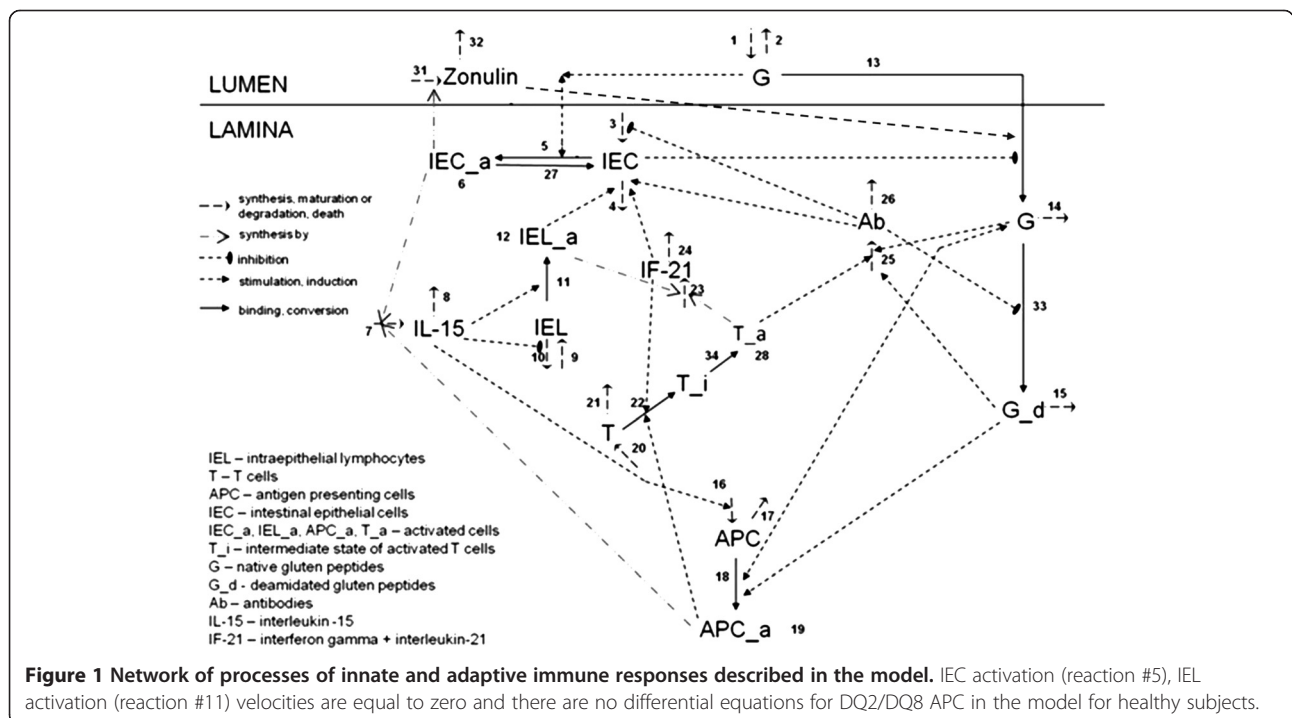 32
1
2
31
Zonulin
G
13
LUMEN
LAMINA
3
5
IEC_a
IEC
27
6
4
synthesis, maturation or
degradation, death
synthesis by
inhibition
stimulation, induction
binding, conversion
26
Ab
14
G
12 IEL_a
24
IF-21
25
23
11
8
7
IL-15
IEL
10
9
33
T_a
34
28
T_i
21
22
T
20
15
G_d
16
17
APC
18
APC_a
19
IEL – intraepithelial lymphocytes
T – T cells
APC – antigen presenting cells
IEC – intestinal epithelial cells
IEC_a, IEL_a, APC_a, T_a – activated cells
T_i – intermediate state of activated T cells
G – native gluten peptides
G_d - deamidated gluten peptides
Ab – antibodies
IL-15 – interleukin -15
IF-21 – interferon gamma + interleukin-21
Figure 1 Network of processes of innate and adaptive immune responses described in the model. IEC activation (reaction #5), IEL
activation (reaction #11) velocities are equal to zero and there are no differential equations for DQ2/DQ8 APC in the model for healthy subjects.